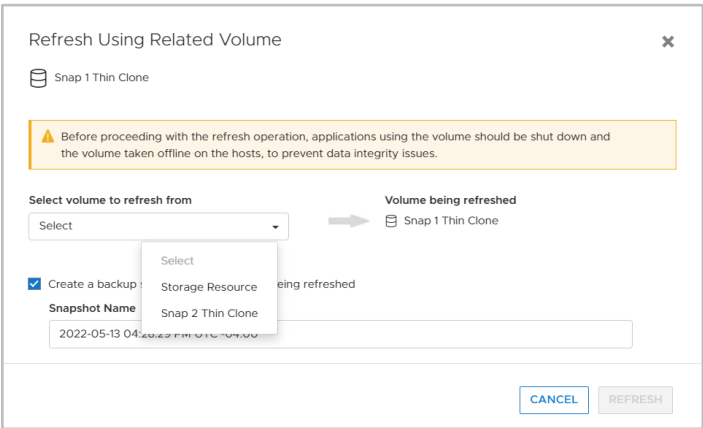 Refresh Using Related Volume
Snap 1 Thin Clone
Before proceeding with the refresh operation, applications using the volume should be shut down and
the volume taken offline on the hosts, to prevent data integrity issues.
Select volume to refresh from
Volume being refreshed
Select
Snap 1 Thin Clone
Select
Storage Resource
Snap 2 Thin Clone
Create a backup eing refreshed
Snapshot Name
2022-05-13 04:28:29 PM UTC -04:00
CANCEL
REFRESH